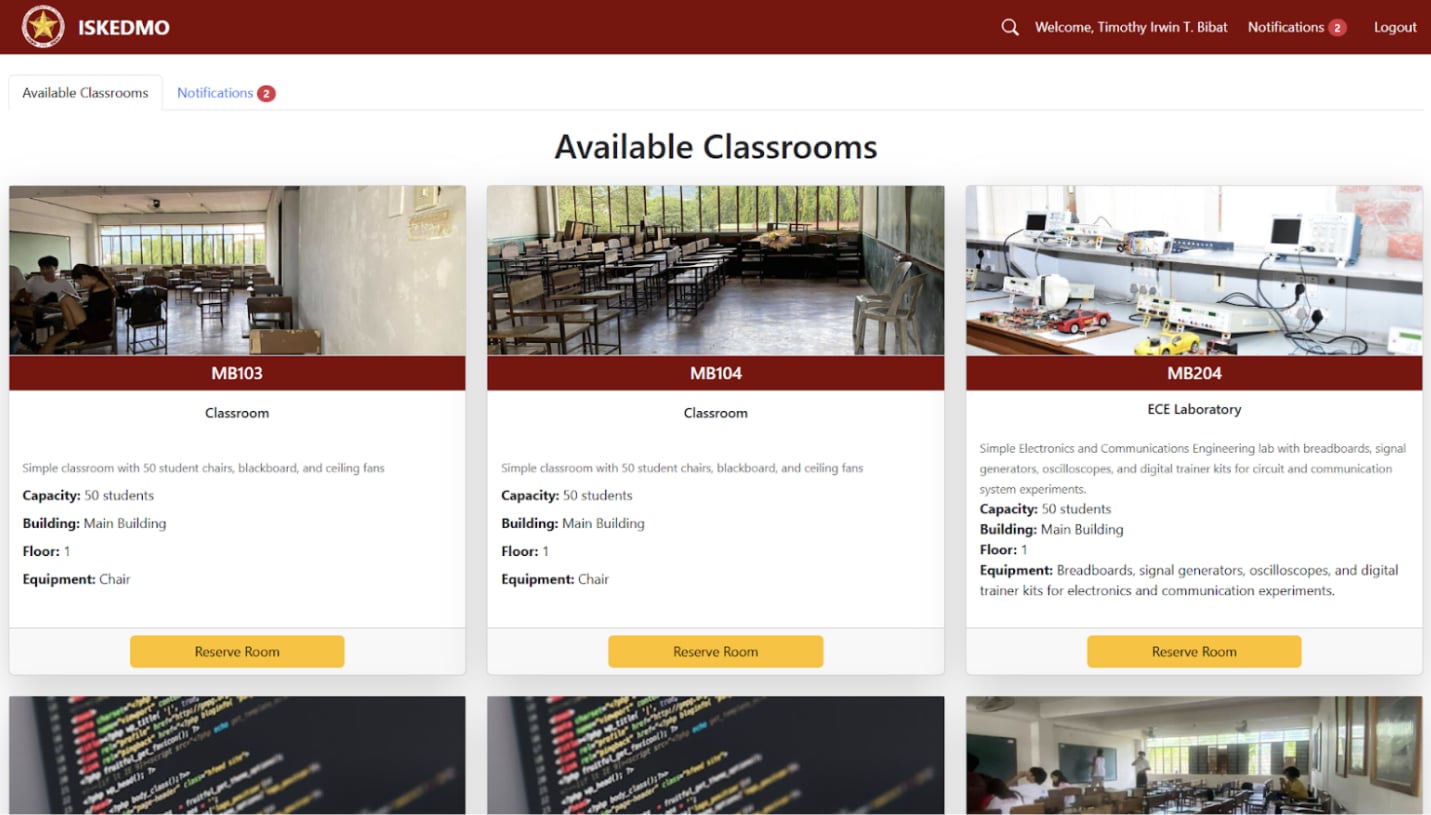 ISKEDMO
Welcome, Timothy Irwin T. Bibat Notifications 2 Logout
Available Classrooms Notifications 2
Available Classrooms
MB103
Classroom
Simple classroom with 50 student chairs, blackboard, and ceiling fans
Capacity: 50 students
Building: Main Building
Floor: 1
Equipment: Chair
Reserve Room
MB104
Classroom
Simple classroom with 50 student chairs, blackboard, and ceiling fans
Capacity: 50 students
Building: Main Building
Floor: 1
Equipment: Chair
Reserve Room
MB204
ECE Laboratory
Simple Electronics and Communications Engineering lab with breadboards, signal
generators, oscilloscopes, and digital trainer kits for circuit and communication
system experiments.
Capacity: 50 students
Building: Main Building
Floor: 1
Equipment: Breadboards, signal generators, oscilloscopes, and digital
trainer kits for electronics and communication experiments.
Reserve Room